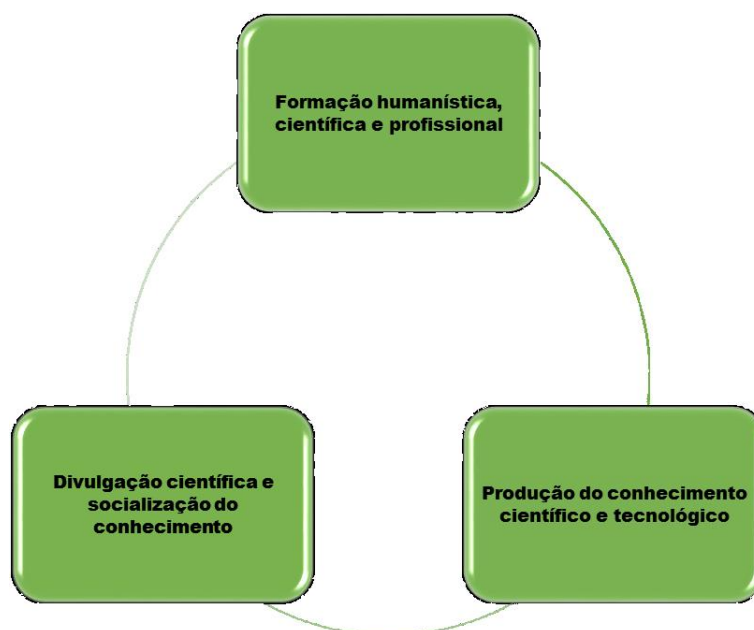 Formação humanística,
científica e profissional
Divulgação científica e
socialização do
conhecimento
Produção do conhecimento
científico e tecnológico